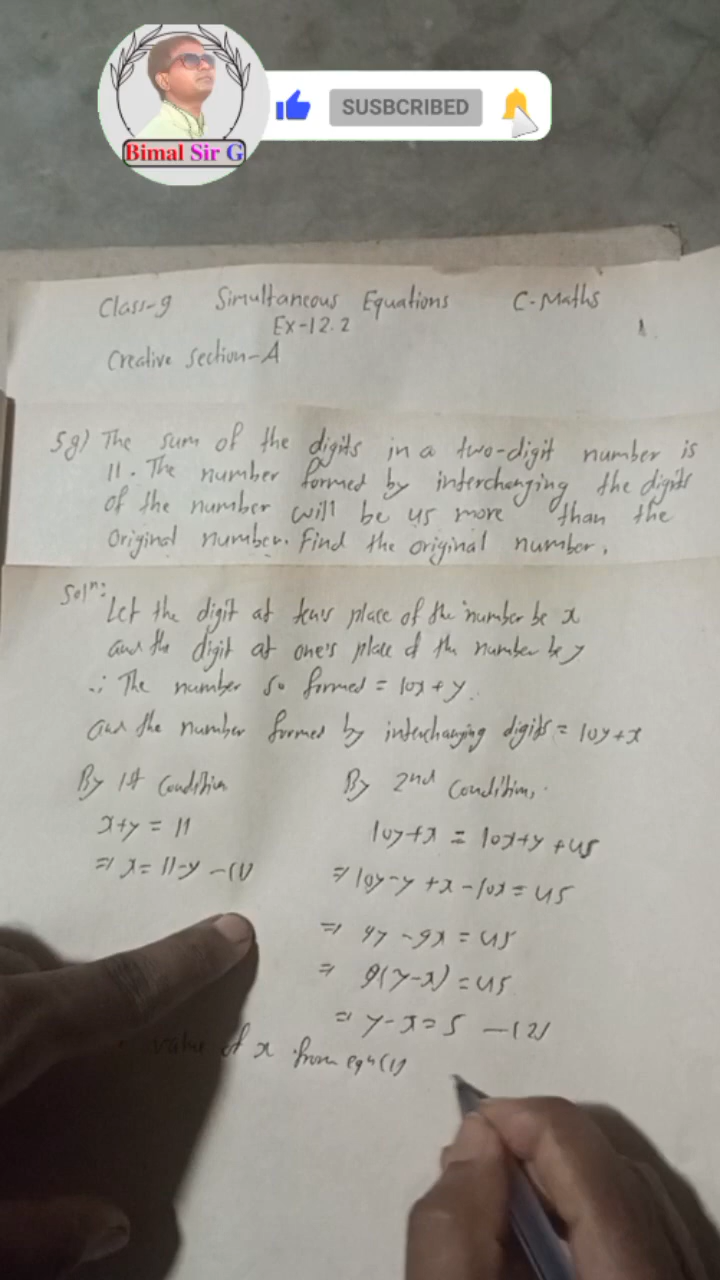 SUSBCRIBED
Bimal Sir G
Class-9 Simultaneous Equations C-Maths
Ex-12.2
1.
Creative section-A
5g) The sum of the digits in a two-digit number is
11. The number formed by interchanging the digits
of the number will be 45 more than the
Original number. Find the original number.
Solⁿ:
Let the digit at tens place of the number be x
and the digit at one's place of the number be y
∴ The number so formed = 10x+y.
and the number formed by interchanging digits = 10y+x
By 1st Condition
x+y = 11
⇒ x = 11-y -(1)
By 2nd Condition,
10y+x = 10x+y +45
⇒ 10y-y +x-10x = 45
⇒ 9y -9x = 45
⇒ 9(y-x) = 45
⇒ y-x = 5 -(2)
value of x from eqn(1)